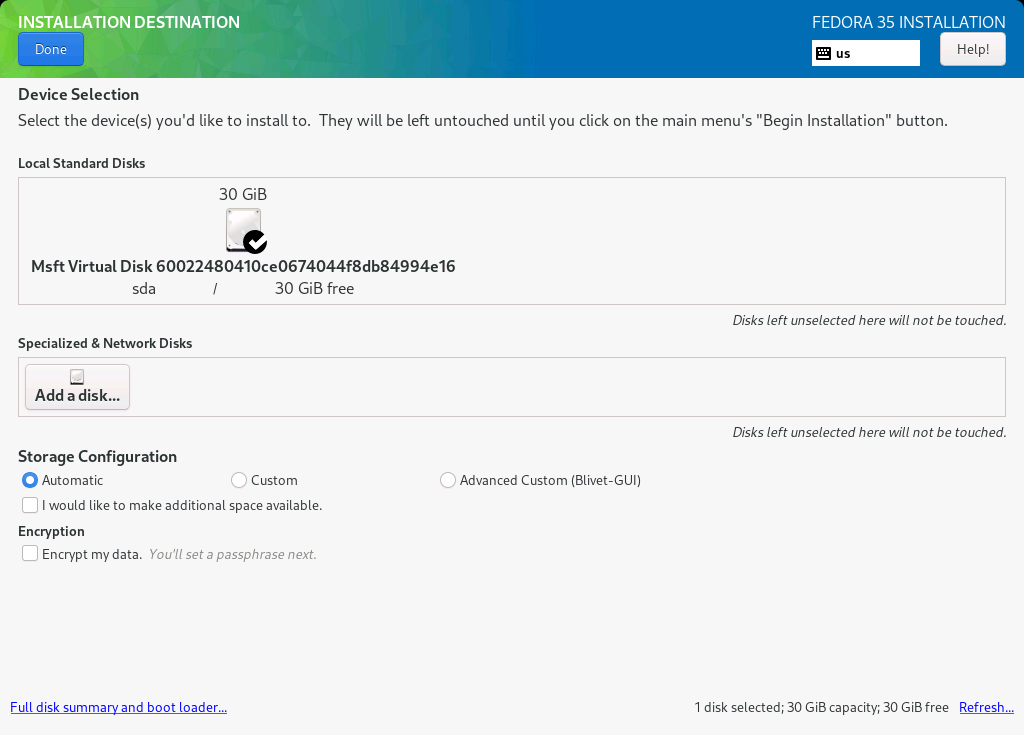 INSTALLATION DESTINATION
FEDORA 35 INSTALLATION
Done
us
Help!
Device Selection
Select the device(s) you'd like to install to.  They will be left untouched until you click on the main menu's "Begin Installation" button.
Local Standard Disks
30 GiB
Msft Virtual Disk 60022480410ce0674044f8db84994e16
sda / 30 GiB free
Disks left unselected here will not be touched.
Specialized & Network Disks
Add a disk...
Disks left unselected here will not be touched.
Storage Configuration
Automatic Custom Advanced Custom (Blivet-GUI)
I would like to make additional space available.
Encryption
Encrypt my data. You'll set a passphrase next.
Full disk summary and boot loader... 1 disk selected; 30 GiB capacity; 30 GiB free Refresh...